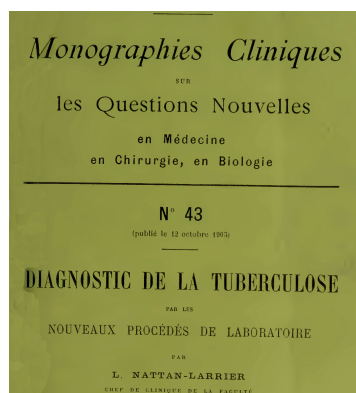 Monographies Cliniques
SUR
les Questions Nouvelles
en Médecine
en Chirurgie, en Biologie
N° 43
(publié le 12 octobre 1905)
DIAGNOSTIC DE LA TUBERCULOSE
PAR LES
NOUVEAUX PROCÉDÉS DE LABORATOIRE
PAR
L. NATTAN-LARRIER
CHEF DE CLINIQUE DE LA FACULTÉ